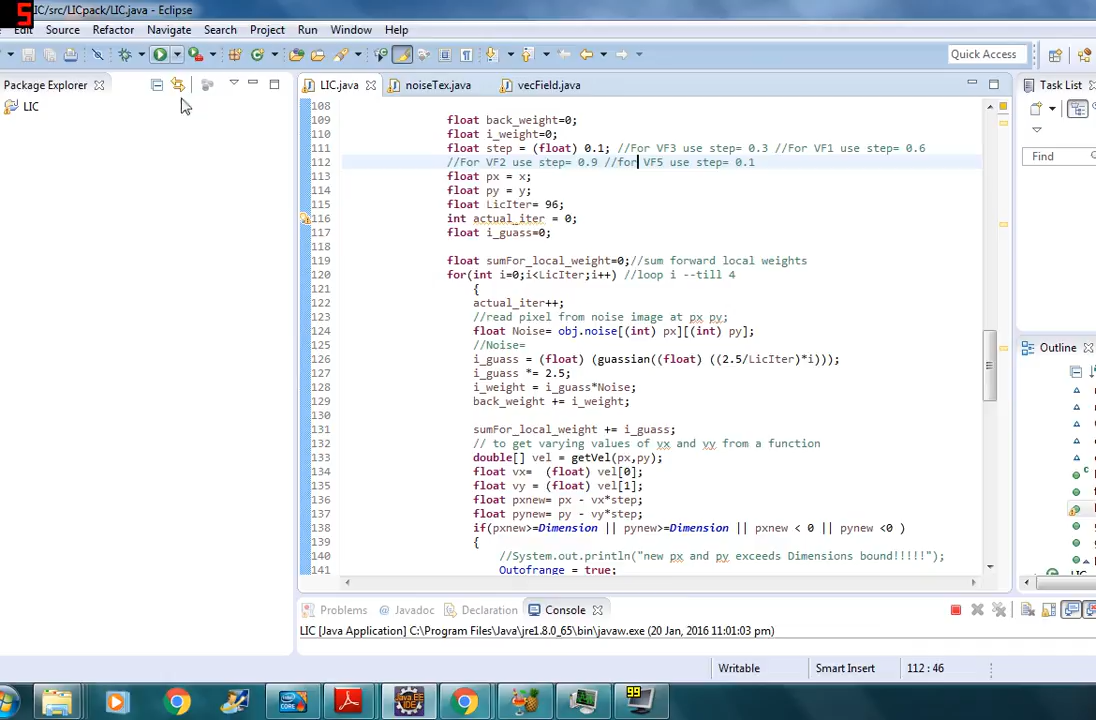 5
LIC/src/LICpack/LIC.java - Eclipse
Edit Source Refactor Navigate Search Project Run Window Help
Quick Access
Package Explorer
LIC.java noiseTex.java vecField.java
Task List
LIC
Find
Outline
108
109 float back_weight=0;
110 float i_weight=0;
111 float step = (float) 0.1; //For VF3 use step= 0.3 //For VF1 use step= 0.6
112 //For VF2 use step= 0.9 //for VF5 use step= 0.1
113 float px = x;
114 float py = y;
115 float LicIter= 96;
116 int actual_iter = 0;
117 float i_guass=0;
118
119 float sumFor_local_weight=0;//sum forward local weights
120 for(int i=0;i<LicIter;i++) //loop i --till 4
121 {
122 actual_iter++;
123 //read pixel from noise image at px py;
124 float Noise= obj.noise[(int) px][(int) py];
125 //Noise=
126 i_guass = (float) (guassian((float) ((2.5/LicIter)*i)));
127 i_guass *= 2.5;
128 i_weight = i_guass*Noise;
129 back_weight += i_weight;
130
131 sumFor_local_weight += i_guass;
132 // to get varying values of vx and vy from a function
133 double[] vel = getVel(px,py);
134 float vx= (float) vel[0];
135 float vy = (float) vel[1];
136 float pxnew= px - vx*step;
137 float pynew= py - vy*step;
138 if(pxnew>=Dimension || pynew>=Dimension || pxnew < 0 || pynew <0 )
139 {
140 //System.out.println("new px and py exceeds Dimensions bound!!!!!");
141 Outofrange = true;
Problems Javadoc Declaration Console
LIC [Java Application] C:\Program Files\Java\jre1.8.0_65\bin\javaw.exe (20 Jan, 2016 11:01:03 pm)
Writable Smart Insert 112 : 46
99